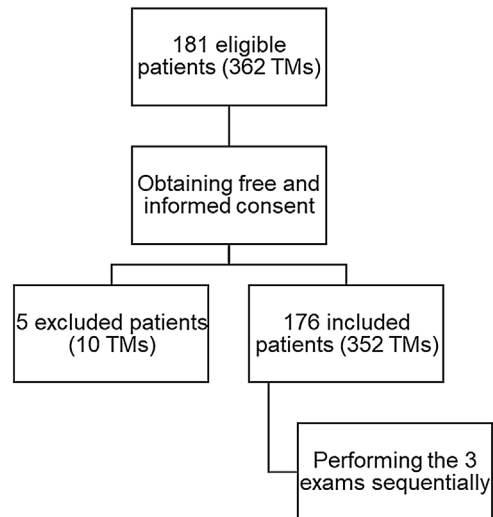 181 eligible
patients (362 TMs)
Obtaining free and
informed consent
5 excluded patients
(10 TMs)
176 included
patients (352 TMs)
Performing the 3
exams sequentially